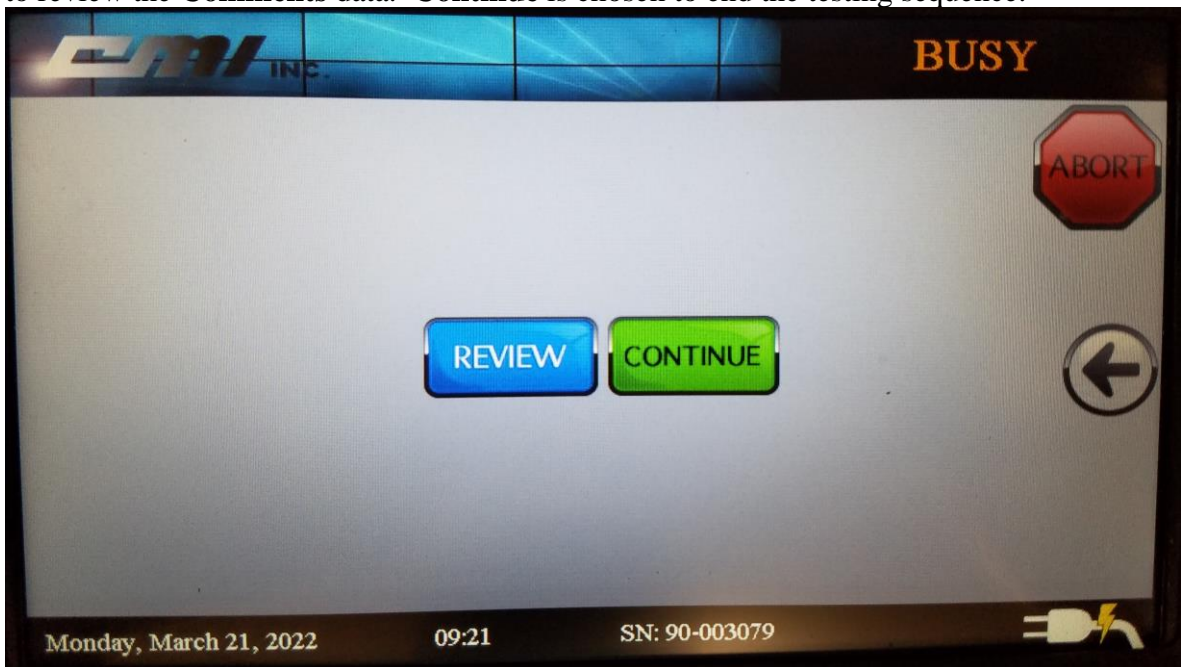 to review the Comments data. Continue is chosen to end the testing sequence.
CMI INC.
BUSY
ABORT
REVIEW
CONTINUE
Monday, March 21, 2022 09:21 SN: 90-003079